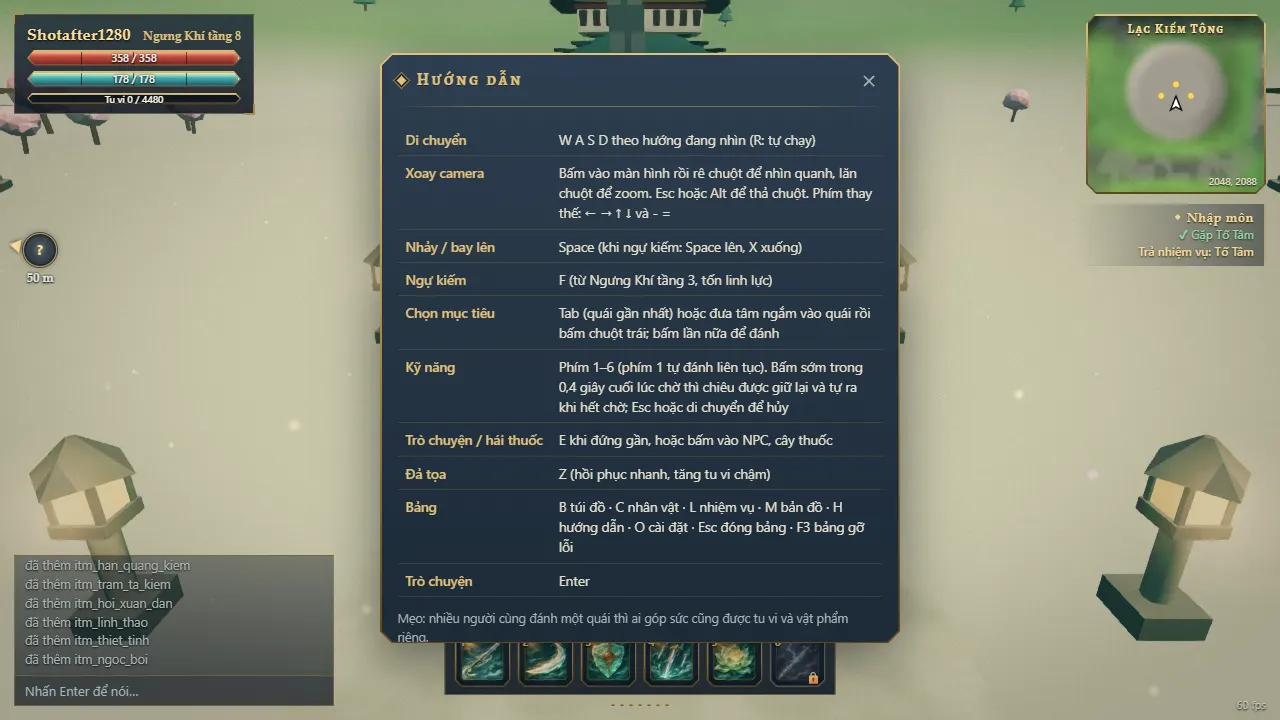 Shotafter1280 Ngưng Khí tầng 8
358 / 358
178 / 178
Tu vi 0 / 4480
Lạc Kiếm Tông
2048, 2088
Nhập môn
✓ Gặp Tố Tâm
Trả nhiệm vụ: Tố Tâm
?
50 m
Hướng dẫn
Di chuyển W A S D theo hướng đang nhìn (R: tự chạy)
Xoay camera Bấm vào màn hình rồi rê chuột để nhìn quanh, lăn
chuột để zoom. Esc hoặc Alt để thả chuột. Phím thay
thế: ← → ↑ ↓ và - =
Nhảy / bay lên Space (khi ngự kiếm: Space lên, X xuống)
Ngự kiếm F (từ Ngưng Khí tầng 3, tốn linh lực)
Chọn mục tiêu Tab (quái gần nhất) hoặc đưa tâm ngắm vào quái rồi
bấm chuột trái; bấm lần nữa để đánh
Kỹ năng Phím 1–6 (phím 1 tự đánh liên tục). Bấm sớm trong
0,4 giây cuối lúc chờ thì chiêu được giữ lại và tự ra
khi hết chờ; Esc hoặc di chuyển để hủy
Trò chuyện / hái thuốc E khi đứng gần, hoặc bấm vào NPC, cây thuốc
Đả tọa Z (hồi phục nhanh, tăng tu vi chậm)
Bảng B túi đồ · C nhân vật · L nhiệm vụ · M bản đồ · H
hướng dẫn · O cài đặt · Esc đóng bảng · F3 bảng gỡ
lỗi
Trò chuyện Enter
Mẹo: nhiều người cùng đánh một quái thì ai góp sức cũng được tu vi và vật phẩm
riêng.
đã thêm itm_han_quang_kiem
đã thêm itm_tram_ta_kiem
đã thêm itm_hoi_xuan_dan
đã thêm itm_linh_thao
đã thêm itm_thiet_tinh
đã thêm itm_ngoc_boi
Nhấn Enter để nói...
60 fps